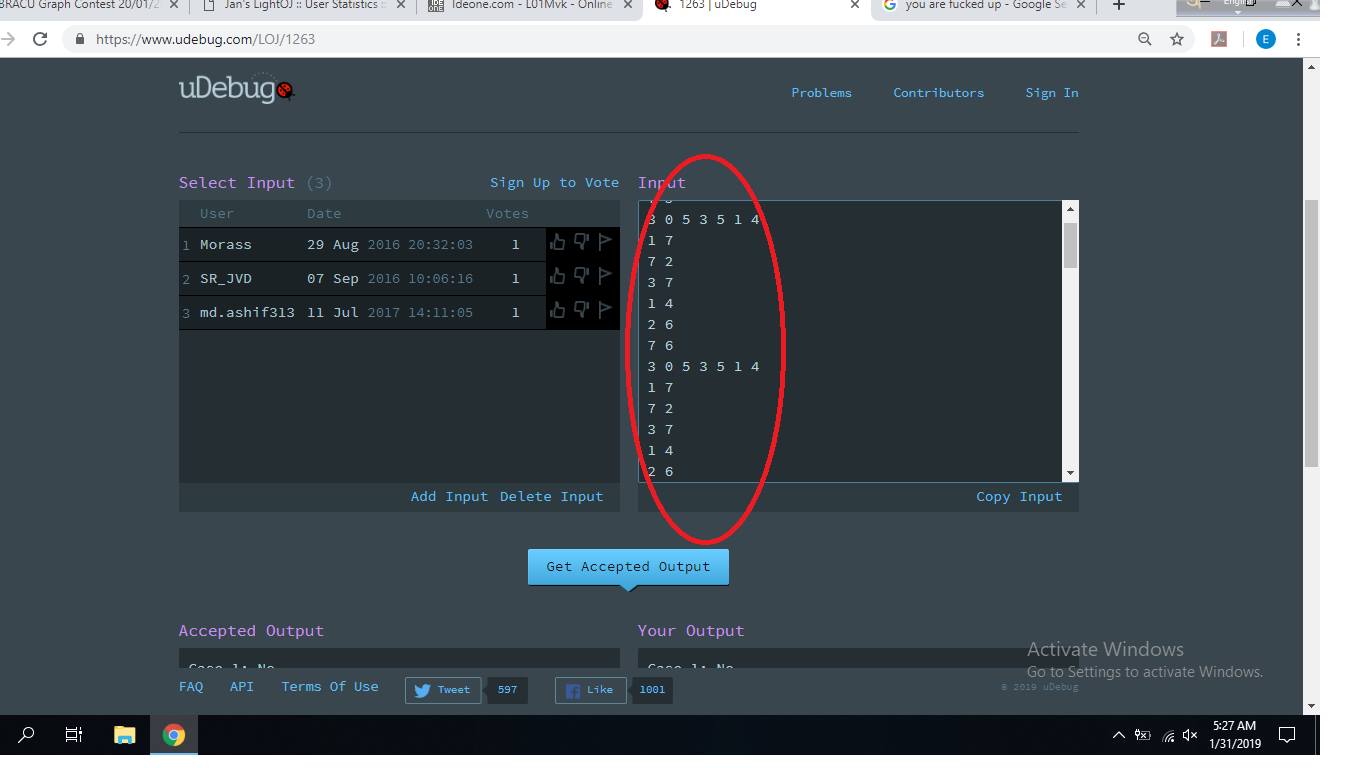 BRACU Graph Contest 20/01/2
Jan's LightOJ :: User Statistics ::
Ideone.com - L01Mvk - Online
1263 | uDebug
you are fucked up - Google Se
https://www.udebug.com/LOJ/1263
E
uDebug
Problems Contributors Sign In
Select Input (3) Sign Up to Vote
User Date Votes
1 Morass 29 Aug 2016 20:32:03 1
2 SR_JVD 07 Sep 2016 10:06:16 1
3 md.ashif313 11 Jul 2017 14:11:05 1
Add Input Delete Input
Input
3 0 5 3 5 1 4
1 7
7 2
3 7
1 4
2 6
7 6
3 0 5 3 5 1 4
1 7
7 2
3 7
1 4
2 6
Copy Input
Get Accepted Output
Accepted Output
Case 1: No
Your Output
Case 1: No
FAQ API Terms Of Use Tweet 597 Like 1001
© 2019 uDebug
Activate Windows
Go to Settings to activate Windows.
5:27 AM
1/31/2019